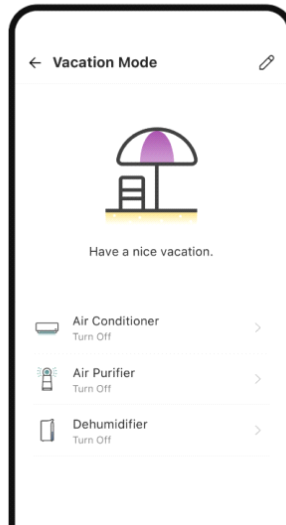 Vacation Mode
Have a nice vacation.
Air Conditioner
Turn Off
Air Purifier
Turn Off
Dehumidifier
Turn Off